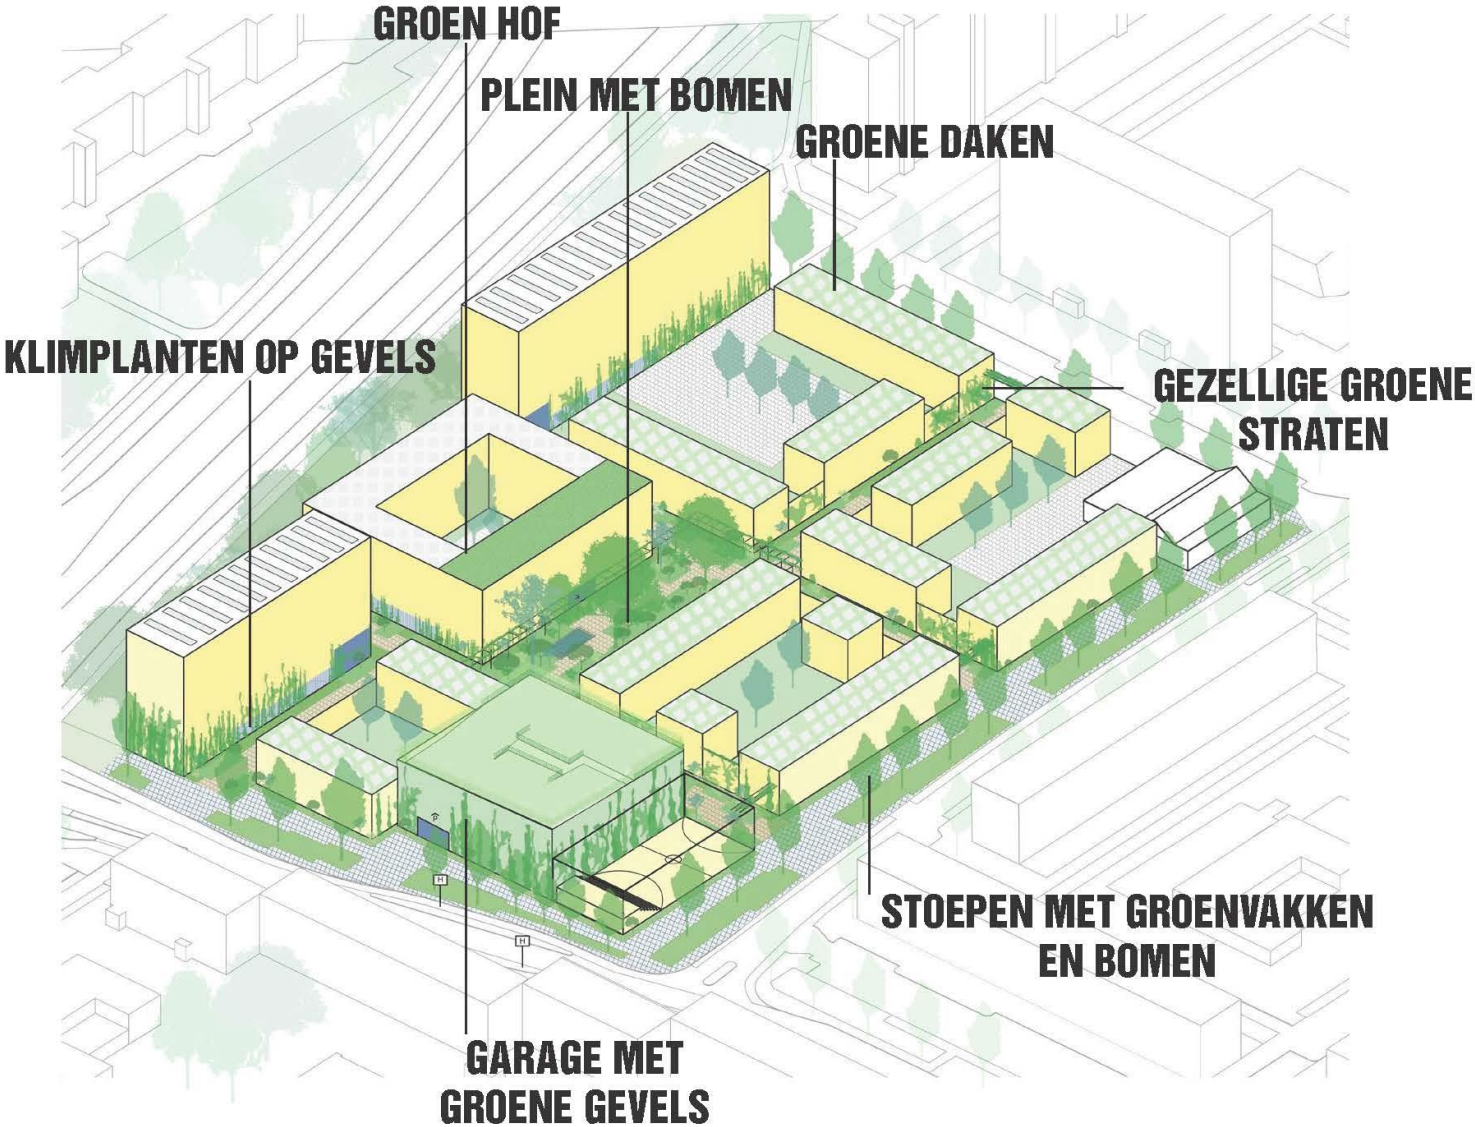 GROEN HOF
PLEIN MET BOMEN
GROENE DAKEN
KLIMPLANTEN OP GEVELS
GEZELLIGE GROENE
STRATEN
STOEPEN MET GROENVAKKEN
EN BOMEN
GARAGE MET
GROENE GEVELS
P
H
H